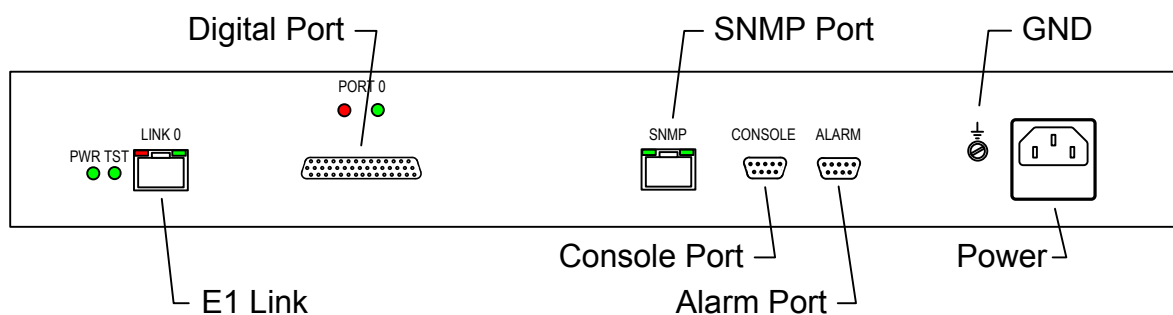 Digital Port
SNMP Port
GND
PORT 0
LINK 0
SNMP
CONSOLE
ALARM
PWR TST
Console Port
Power
E1 Link
Alarm Port